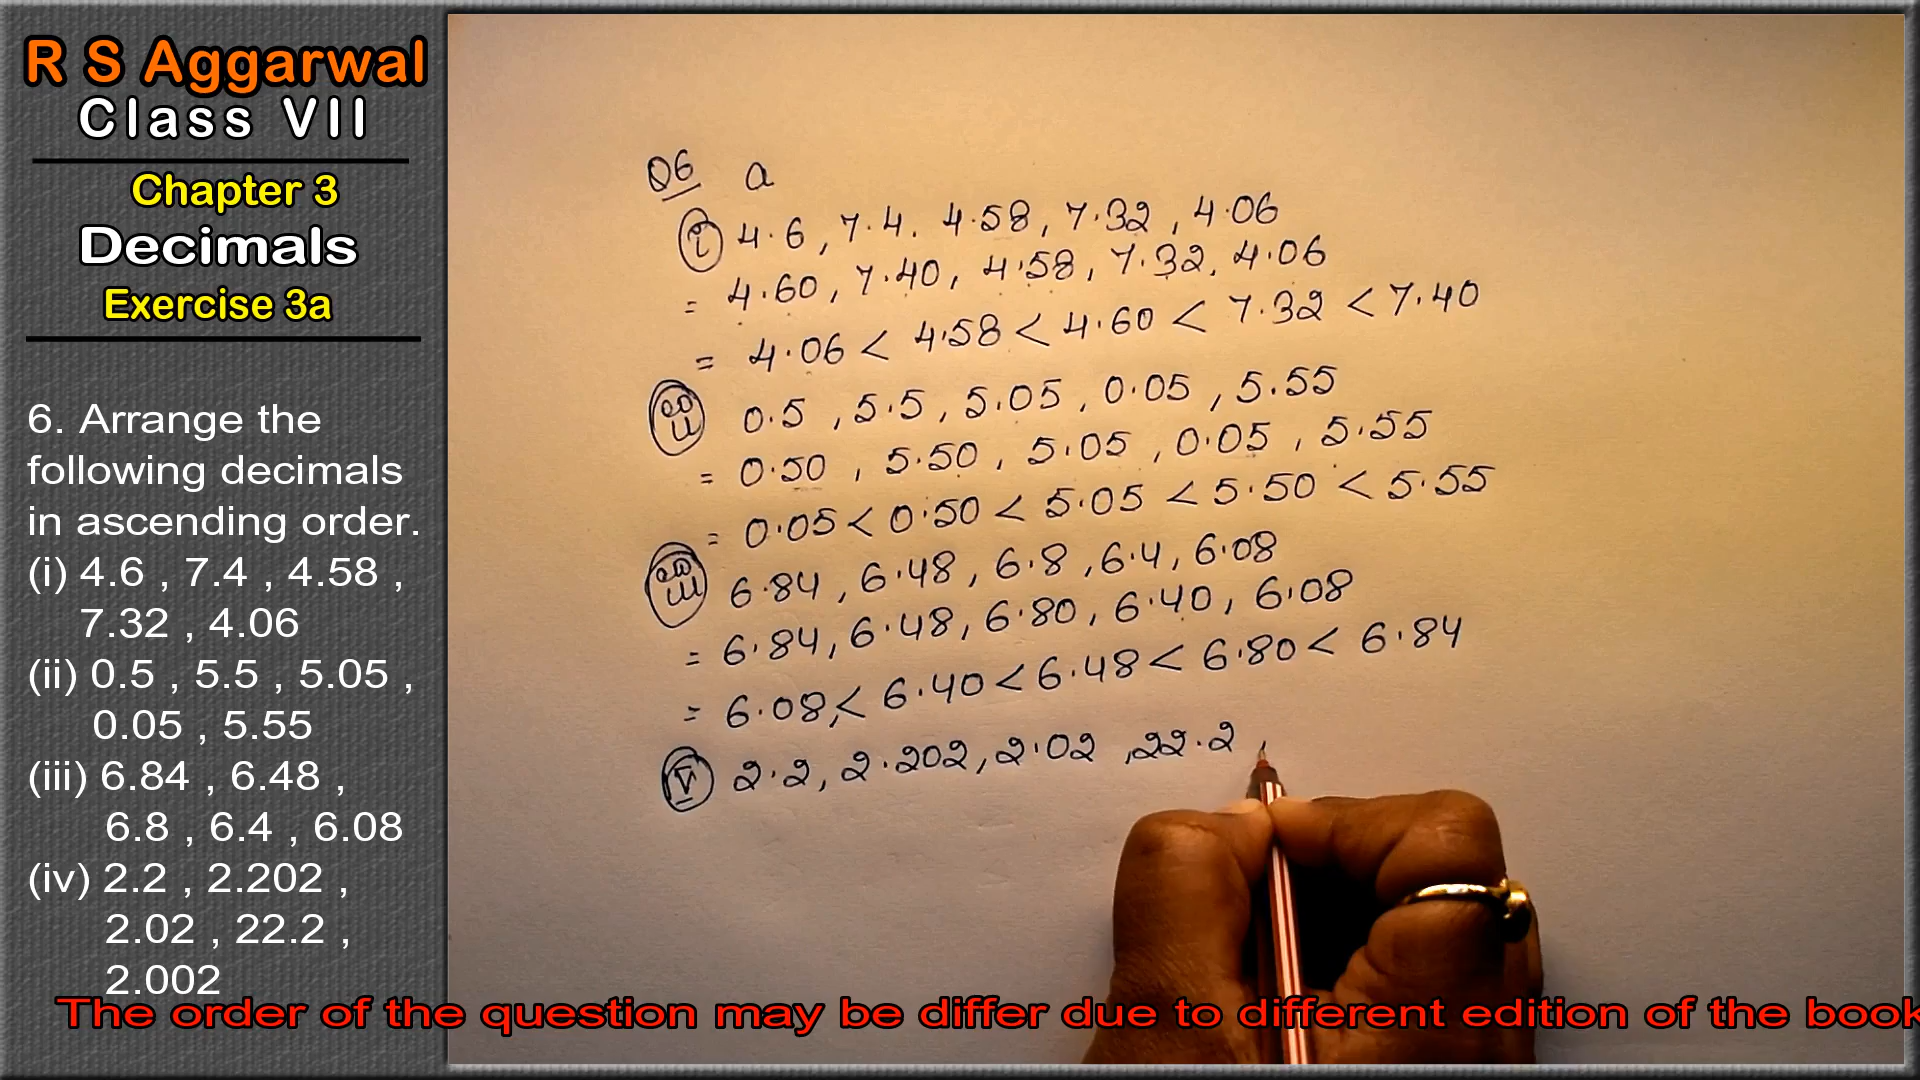 R S Aggarwal
Class VII
Chapter 3
Decimals
Exercise 3a
6. Arrange the
following decimals
in ascending order.
(i) 4.6 , 7.4 , 4.58 ,
7.32 , 4.06
(ii) 0.5 , 5.5 , 5.05 ,
0.05 , 5.55
(iii) 6.84 , 6.48 ,
6.8 , 6.4 , 6.08
(iv) 2.2 , 2.202 ,
2.02 , 22.2 ,
2.002
Q6 a
(i) 4.6, 7.4. 4.58, 7.32, 4.06
= 4.60, 7.40, 4.58, 7.32, 4.06
= 4.06 < 4.58 < 4.60 < 7.32 < 7.40
(ii) 0.5, 5.5, 5.05, 0.05, 5.55
= 0.50, 5.50, 5.05, 0.05, 5.55
= 0.05 < 0.50 < 5.05 < 5.50 < 5.55
(iii) 6.84, 6.48, 6.8, 6.4, 6.08
= 6.84, 6.48, 6.80, 6.40, 6.08
= 6.08, < 6.40 < 6.48 < 6.80 < 6.84
(v) 2.2, 2.202, 2.02, 22.2,
The order of the question may be differ due to different edition of the book